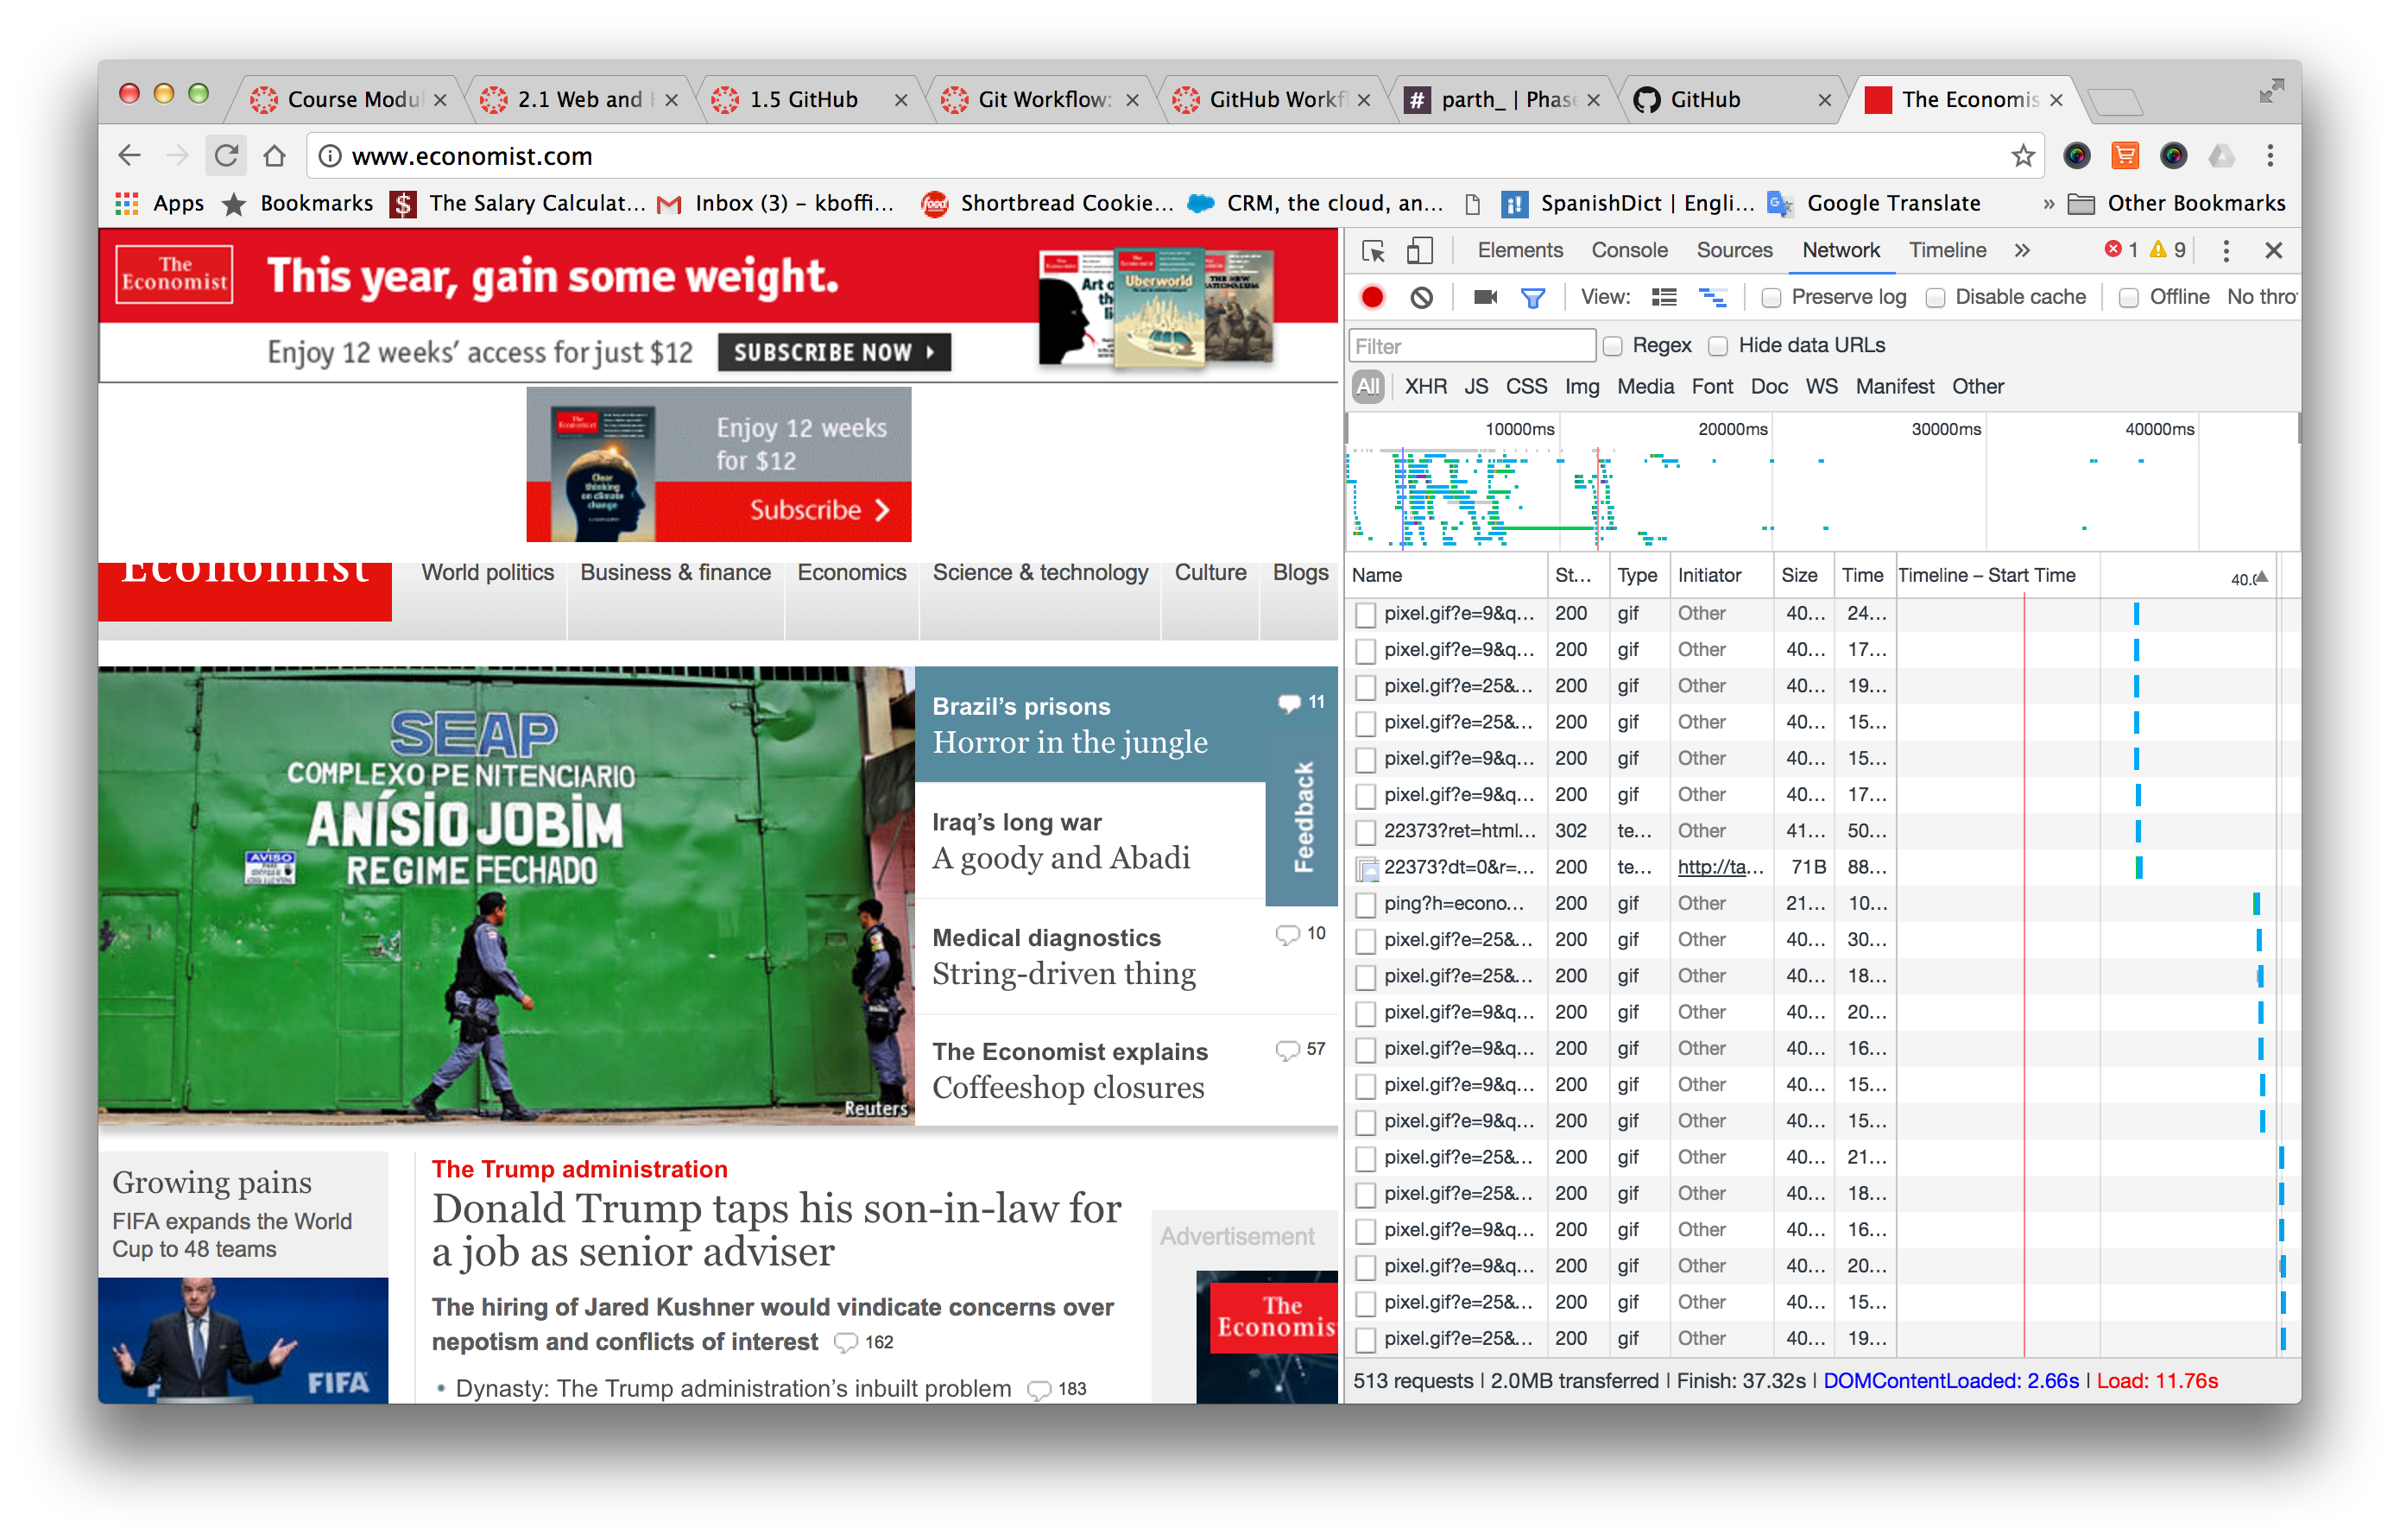 Course Modu
2.1 Web and
1.5 GitHub
Git Workflow:
GitHub Workf
parth_ | Phase
GitHub
The Economis
www.economist.com
Apps
Bookmarks
The Salary Calculat...
Inbox (3) – kboffi...
Shortbread Cookie...
CRM, the cloud, an...
SpanishDict | Engli...
Google Translate
»
Other Bookmarks
The
Economist
This year, gain some weight.
Enjoy 12 weeks' access for just $12
SUBSCRIBE NOW
Uberworld
Enjoy 12 weeks
for $12
Clear
thinking
on climate
change
Subscribe
Economist
World politics
Business & finance
Economics
Science & technology
Culture
Blogs
SEAP
COMPLEXO PENITENCIARIO
ANÍSIO JOBIM
REGIME FECHADO
AVISO
Reuters
Brazil's prisons 11
Horror in the jungle
Iraq's long war
A goody and Abadi
Feedback
Medical diagnostics 10
String-driven thing
The Economist explains 57
Coffeeshop closures
Growing pains
FIFA expands the World
Cup to 48 teams
FIFA
The Trump administration
Donald Trump taps his son-in-law for
a job as senior adviser
The hiring of Jared Kushner would vindicate concerns over
nepotism and conflicts of interest 162
• Dynasty: The Trump administration's inbuilt problem 183
Advertisement
The
Economis
Elements Console Sources Network Timeline » 1 9
View: Preserve log Disable cache Offline No thro
Filter Regex Hide data URLs
All XHR JS CSS Img Media Font Doc WS Manifest Other
10000ms 20000ms 30000ms 40000ms
Name St... Type Initiator Size Time Timeline – Start Time 40.
pixel.gif?e=9&q... 200 gif Other 40... 24...
pixel.gif?e=9&q... 200 gif Other 40... 17...
pixel.gif?e=25&... 200 gif Other 40... 19...
pixel.gif?e=25&... 200 gif Other 40... 15...
pixel.gif?e=9&q... 200 gif Other 40... 15...
pixel.gif?e=9&q... 200 gif Other 40... 17...
22373?ret=html... 302 te... Other 41... 50...
22373?dt=0&r=... 200 te... http://ta... 71B 88...
ping?h=econo... 200 gif Other 21... 10...
pixel.gif?e=25&... 200 gif Other 40... 30...
pixel.gif?e=25&... 200 gif Other 40... 18...
pixel.gif?e=9&q... 200 gif Other 40... 20...
pixel.gif?e=9&q... 200 gif Other 40... 16...
pixel.gif?e=9&q... 200 gif Other 40... 15...
pixel.gif?e=9&q... 200 gif Other 40... 15...
pixel.gif?e=25&... 200 gif Other 40... 21...
pixel.gif?e=25&... 200 gif Other 40... 18...
pixel.gif?e=9&q... 200 gif Other 40... 16...
pixel.gif?e=9&q... 200 gif Other 40... 20...
pixel.gif?e=25&... 200 gif Other 40... 15...
pixel.gif?e=25&... 200 gif Other 40... 19...
513 requests | 2.0MB transferred | Finish: 37.32s | DOMContentLoaded: 2.66s | Load: 11.76s